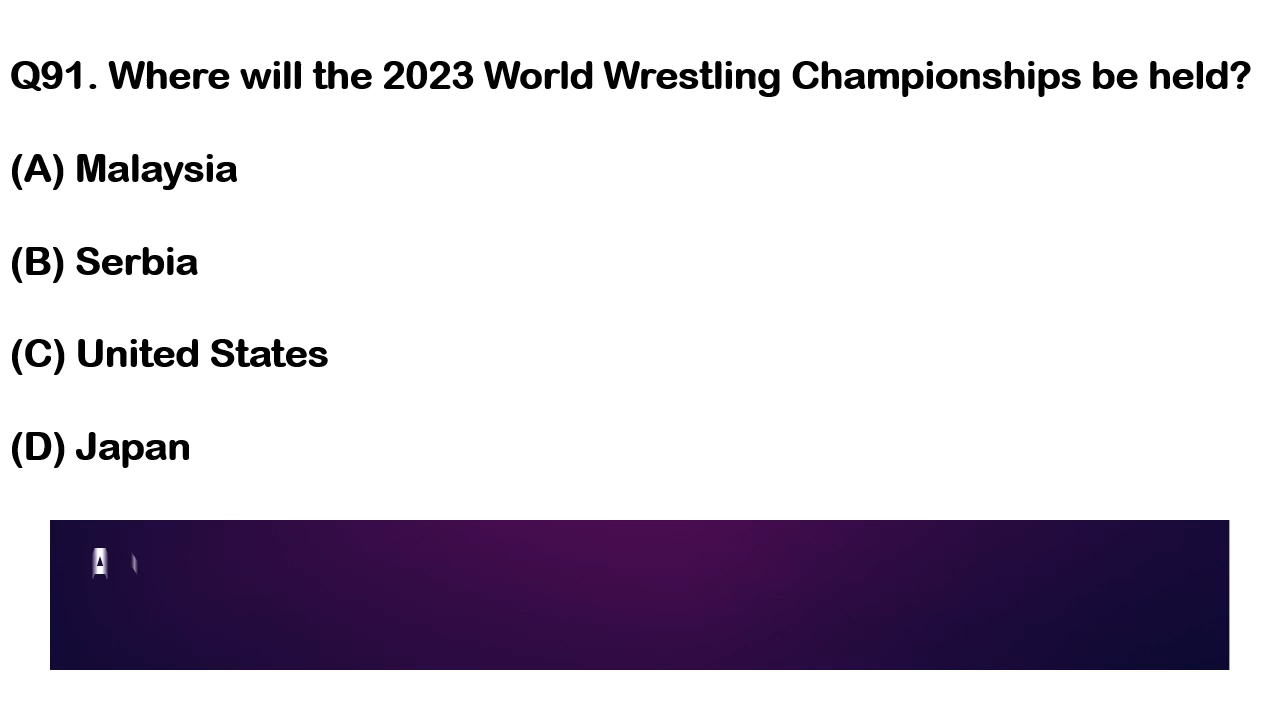 Q91. Where will the 2023 World Wrestling Championships be held?
(A) Malaysia
(B) Serbia
(C) United States
(D) Japan
A